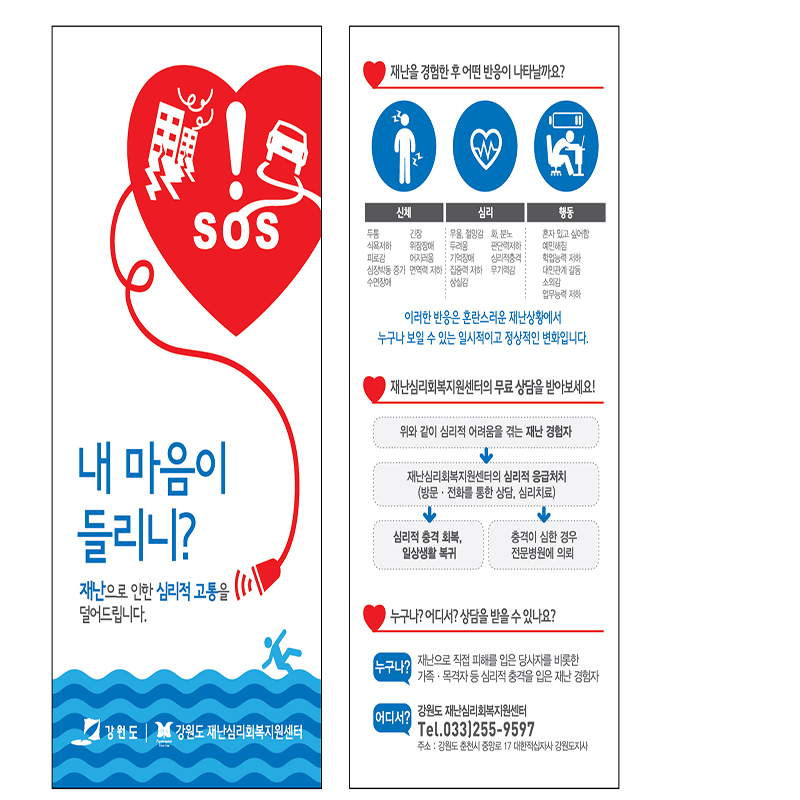 SOS
내 마음이
들리니?
재난으로 인한 심리적 고통을
덜어드립니다.
강원도 | 강원도 재난심리회복지원센터
재난을 경험한 후 어떤 반응이 나타날까요?
신체 심리 행동
두통 긴장 우울, 절망감 화, 분노 혼자 있고 싶어함
식욕저하 위장장애 두려움 판단력저하 예민해짐
피로감 어지러움 기억장애 심리적충격 학업능력 저하
심장박동 증가 면역력 저하 집중력 저하 무기력감 대인관계 갈등
수면장애 상실감 소외감
업무능력 저하
이러한 반응은 혼란스러운 재난상황에서
누구나 보일 수 있는 일시적이고 정상적인 변화입니다.
재난심리회복지원센터의 무료 상담을 받아보세요!
위와 같이 심리적 어려움을 겪는 재난 경험자
재난심리회복지원센터의 심리적 응급처치
(방문 · 전화를 통한 상담, 심리치료)
심리적 충격 회복,
일상생활 복귀
충격이 심한 경우
전문병원에 의뢰
누구나? 어디서? 상담을 받을 수 있나요?
누구나?
재난으로 직접 피해를 입은 당사자를 비롯한
가족 · 목격자 등 심리적 충격을 입은 재난 경험자
어디서?
강원도 재난심리회복지원센터
Tel.033)255-9597
주소 : 강원도 춘천시 중앙로 17 대한적십자사 강원도지사